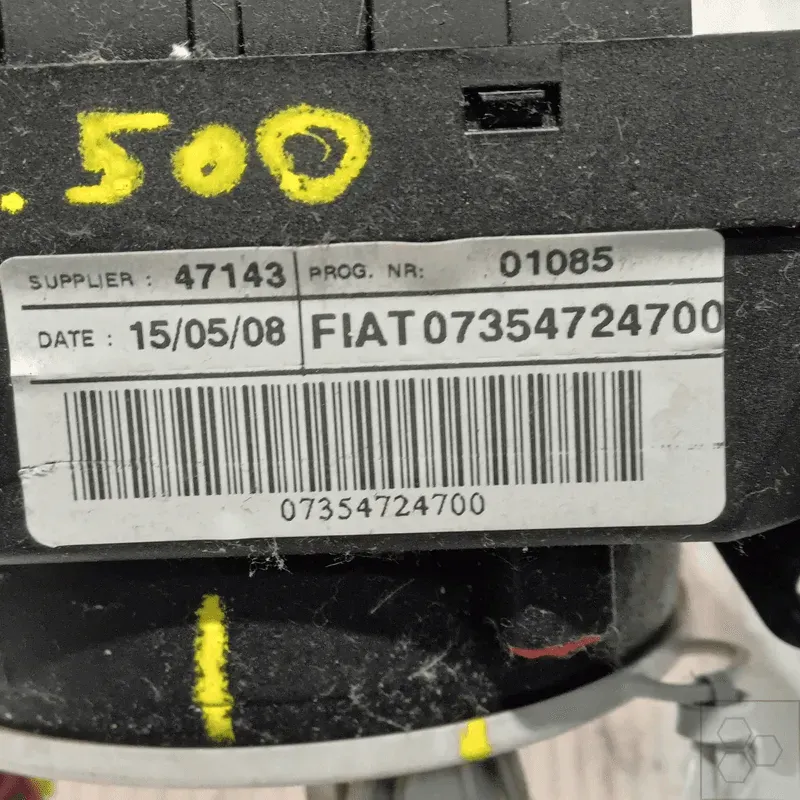 . 500
SUPPLIER : 47143 PROG. NR: 01085
DATE : 15/05/08 FIAT 07354724700
07354724700